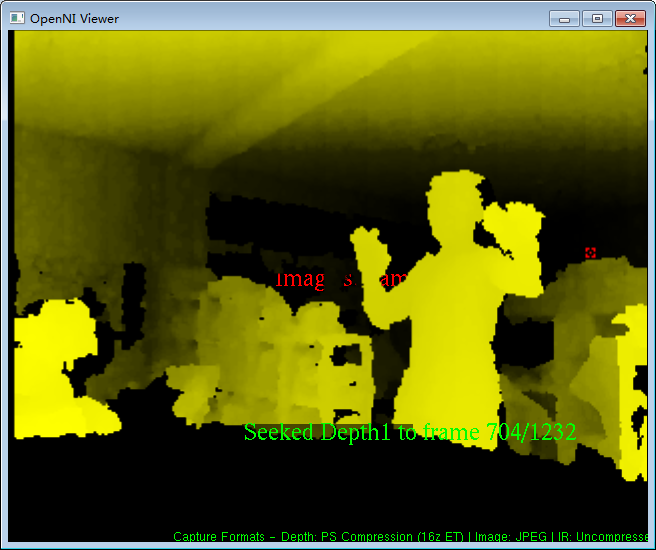 OpenNI Viewer
Seeked Depth1 to frame 704/1232
Capture Formats - Depth: PS Compression (16z ET) | Image: JPEG | IR: Uncompresse